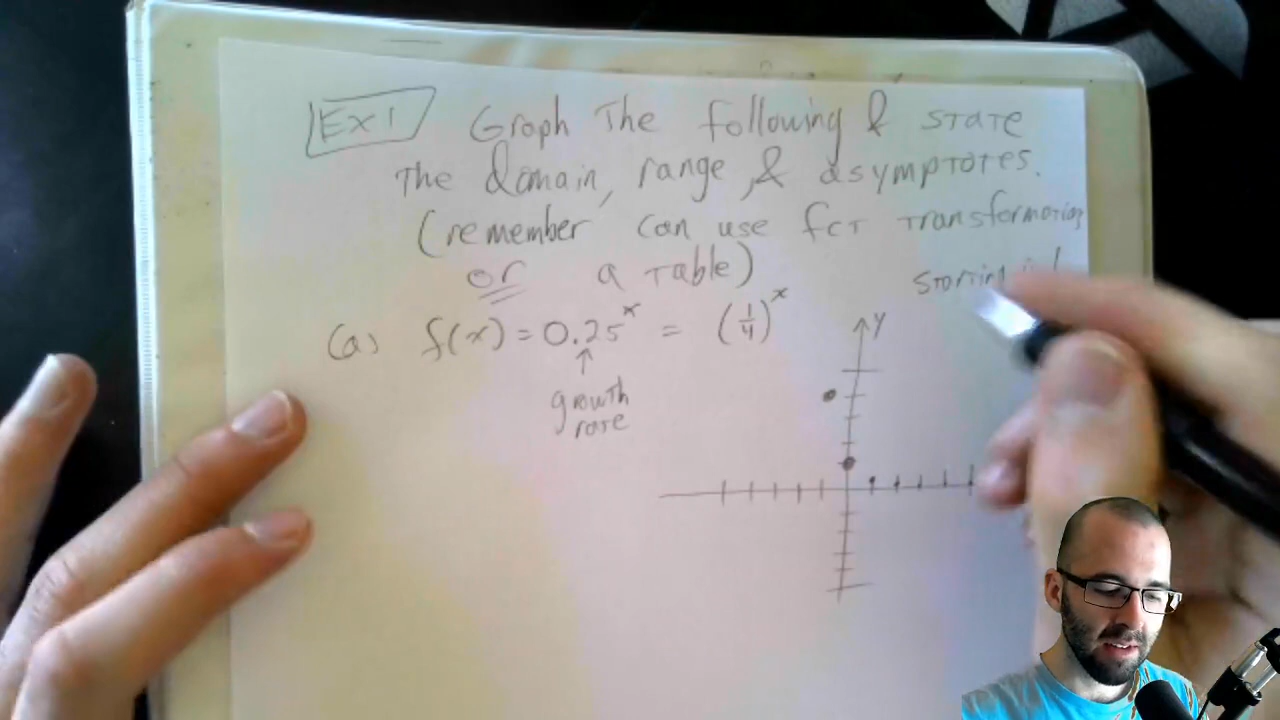 Ex 1 Graph The following & STATE
The domain, range, & asymptotes.
(remember can use fcT Transformations
or a Table)
(a) f(x) = 0.25^x = (1/4)^x
↑
growth
rate
y